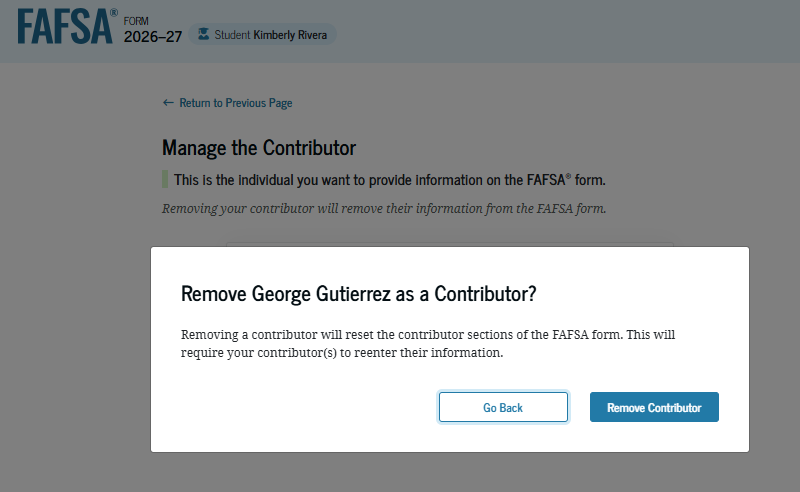 FAFSA®
FORM
2026–27
Student Kimberly Rivera
← Return to Previous Page
Manage the Contributor
This is the individual you want to provide information on the FAFSA® form.
Removing your contributor will remove their information from the FAFSA form.
Remove George Gutierrez as a Contributor?
Removing a contributor will reset the contributor sections of the FAFSA form. This will
require your contributor(s) to reenter their information.
Go Back
Remove Contributor